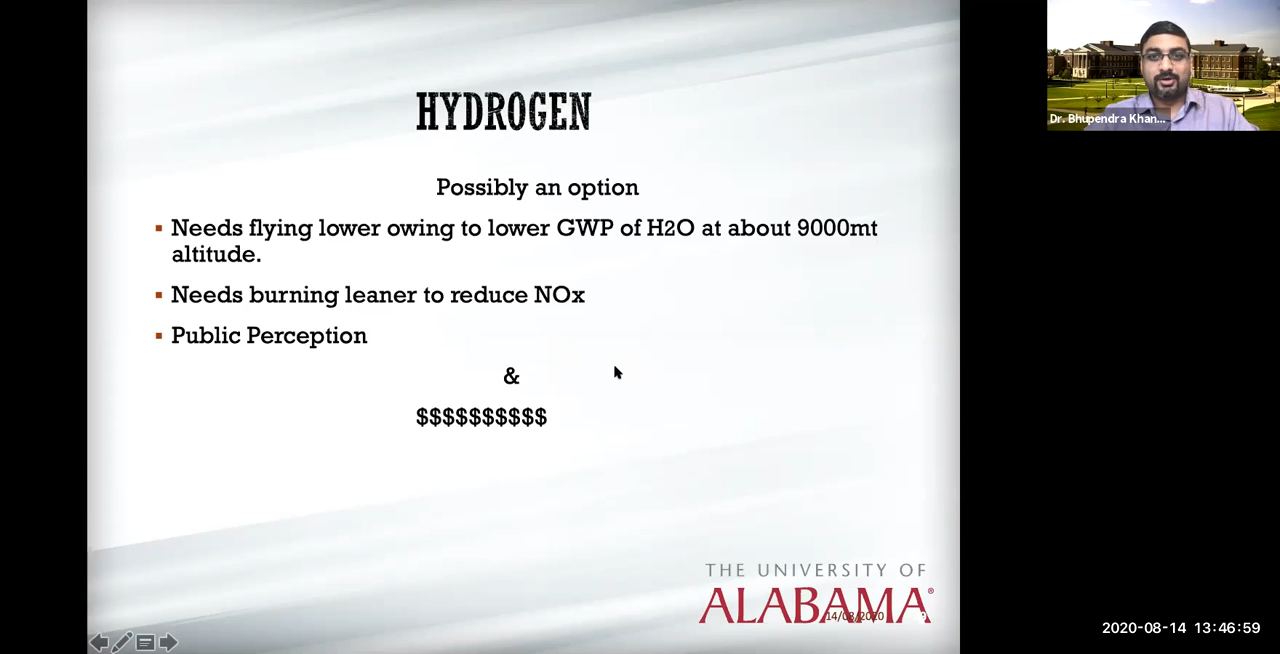 HYDROGEN
Possibly an option
Needs flying lower owing to lower GWP of H2O at about 9000mt
altitude.
Needs burning leaner to reduce NOx
Public Perception
&
$$$$$$$$$$
THE UNIVERSITY OF
ALABAMA®
14/08/2020
Dr. Bhupendra Khan...
2020-08-14 13:46:59